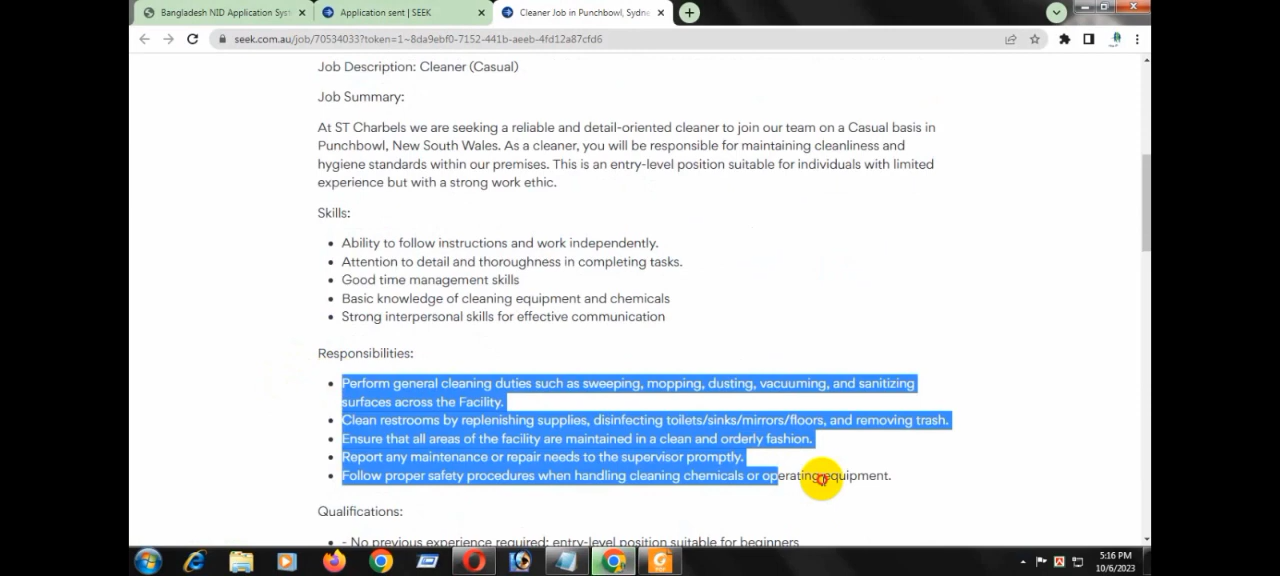 Bangladesh NID Application Syst
Application sent | SEEK
Cleaner Job in Punchbowl, Sydne
seek.com.au/job/70534033?token=1~8da9ebf0-7152-441b-aeeb-4fd12a87cfd6
Job Description: Cleaner (Casual)
Job Summary:
At ST Charbels we are seeking a reliable and detail-oriented cleaner to join our team on a Casual basis in
Punchbowl, New South Wales. As a cleaner, you will be responsible for maintaining cleanliness and
hygiene standards within our premises. This is an entry-level position suitable for individuals with limited
experience but with a strong work ethic.
Skills:
• Ability to follow instructions and work independently.
• Attention to detail and thoroughness in completing tasks.
• Good time management skills
• Basic knowledge of cleaning equipment and chemicals
• Strong interpersonal skills for effective communication
Responsibilities:
• Perform general cleaning duties such as sweeping, mopping, dusting, vacuuming, and sanitizing
surfaces across the Facility.
• Clean restrooms by replenishing supplies, disinfecting toilets/sinks/mirrors/floors, and removing trash.
• Ensure that all areas of the facility are maintained in a clean and orderly fashion.
• Report any maintenance or repair needs to the supervisor promptly.
• Follow proper safety procedures when handling cleaning chemicals or operating equipment.
Qualifications:
• - No previous experience required; entry-level position suitable for beginners
5:16 PM
10/6/2023